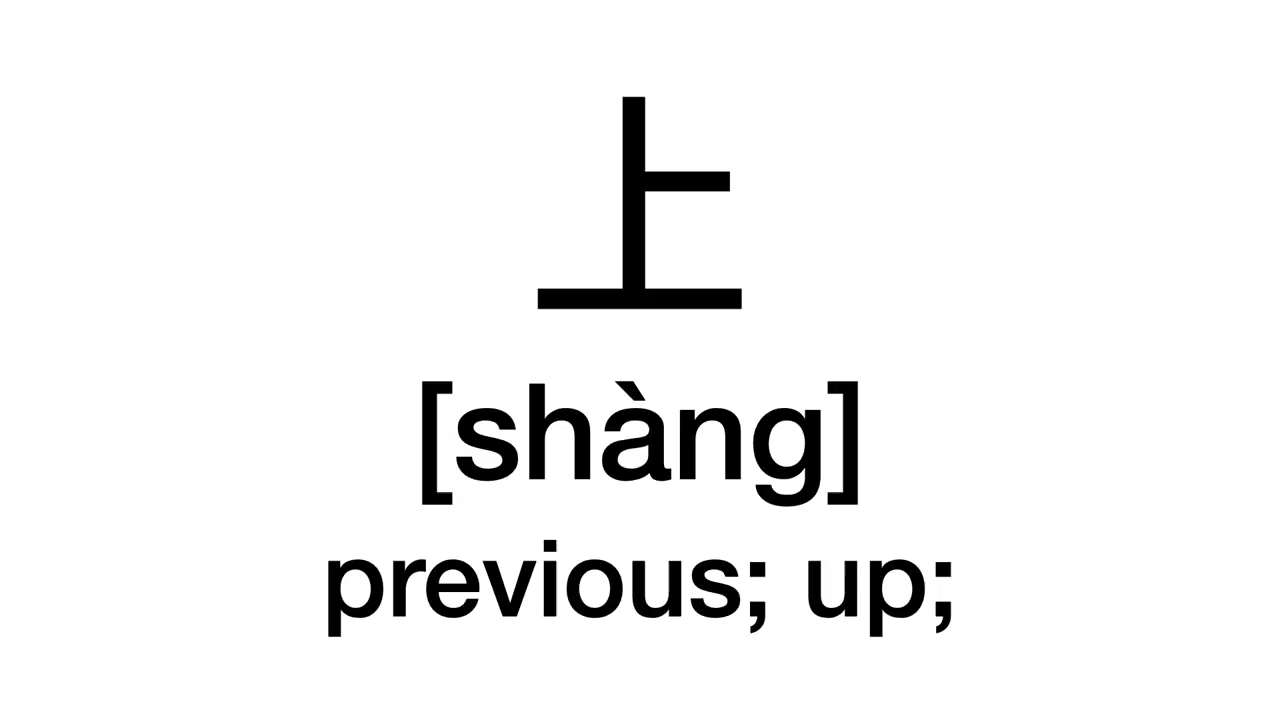 上
[shàng]
previous; up;